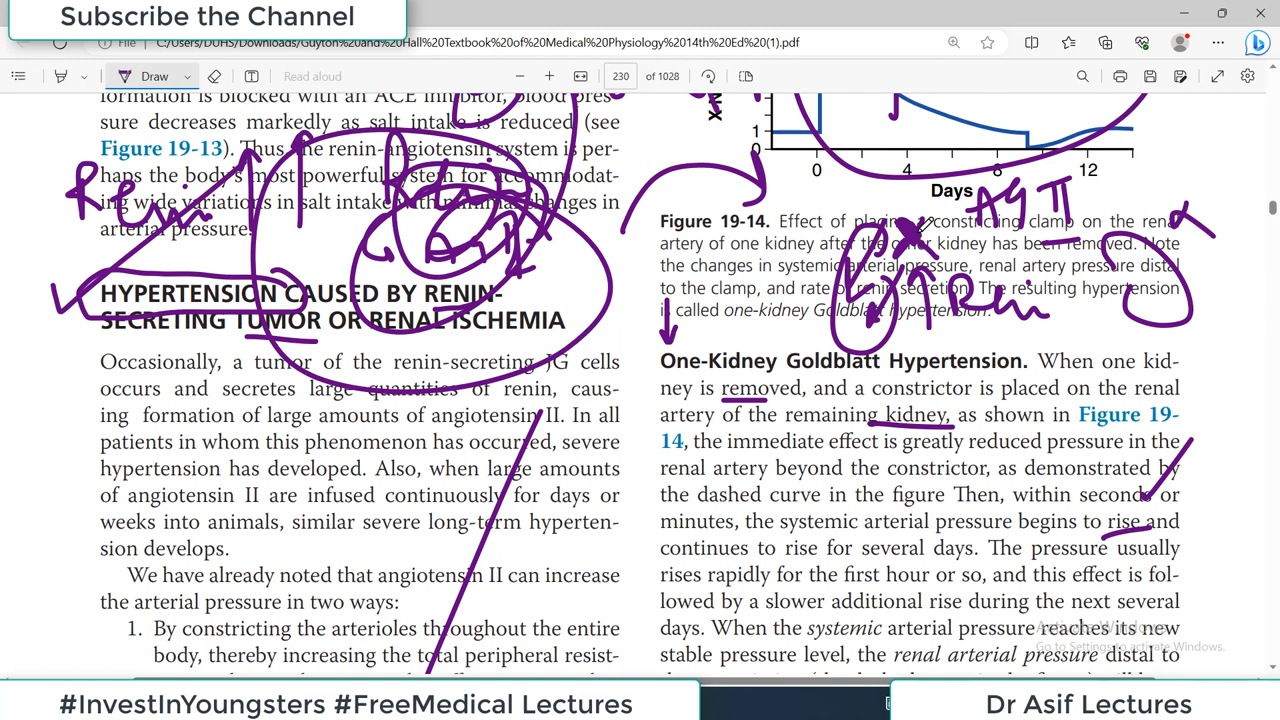 Subscribe the Channel
File
C:/Users/DUHS/Downloads/Guyton%20and%20Hall%20Textbook%20of%20Medical%20Physiology%2014th%20Ed%20(1).pdf
Draw
Read aloud
230 of 1028
formation is blocked with an ACE inhibitor, blood pres-
sure decreases markedly as salt intake is reduced (see
Figure 19-13). Thus the renin-angiotensin system is per-
haps the body's most powerful system for accommodat-
ing wide variations in salt intake with minimal changes in
arterial pressure.
Renin
HYPERTENSION CAUSED BY RENIN-
SECRETING TUMOR OR RENAL ISCHEMIA
Occasionally, a tumor of the renin-secreting JG cells
occurs and secretes large quantities of renin, caus-
ing formation of large amounts of angiotensin II. In all
patients in whom this phenomenon has occurred, severe
hypertension has developed. Also, when large amounts
of angiotensin II are infused continuously for days or
weeks into animals, similar severe long-term hyperten-
sion develops.
We have already noted that angiotensin II can increase
the arterial pressure in two ways:
1. By constricting the arterioles throughout the entire
body, thereby increasing the total peripheral resist-
1
0
0 4 8 12
Days
Ag II
Figure 19-14. Effect of placing a constricting clamp on the renal
artery of one kidney after the other kidney has been removed. Note
the changes in systemic arterial pressure, renal artery pressure distal
to the clamp, and rate of renin secretion. The resulting hypertension
is called one-kidney Goldblatt hypertension.
Renin
One-Kidney Goldblatt Hypertension. When one kid-
ney is removed, and a constrictor is placed on the renal
artery of the remaining kidney, as shown in Figure 19-
14, the immediate effect is greatly reduced pressure in the
renal artery beyond the constrictor, as demonstrated by
the dashed curve in the figure Then, within seconds or
minutes, the systemic arterial pressure begins to rise and
continues to rise for several days. The pressure usually
rises rapidly for the first hour or so, and this effect is fol-
lowed by a slower additional rise during the next several
days. When the systemic arterial pressure reaches its new
stable pressure level, the renal arterial pressure distal to
Activate Windows
Go to Settings to activate Windows.
#InvestInYoungsters #FreeMedical Lectures
Dr Asif Lectures